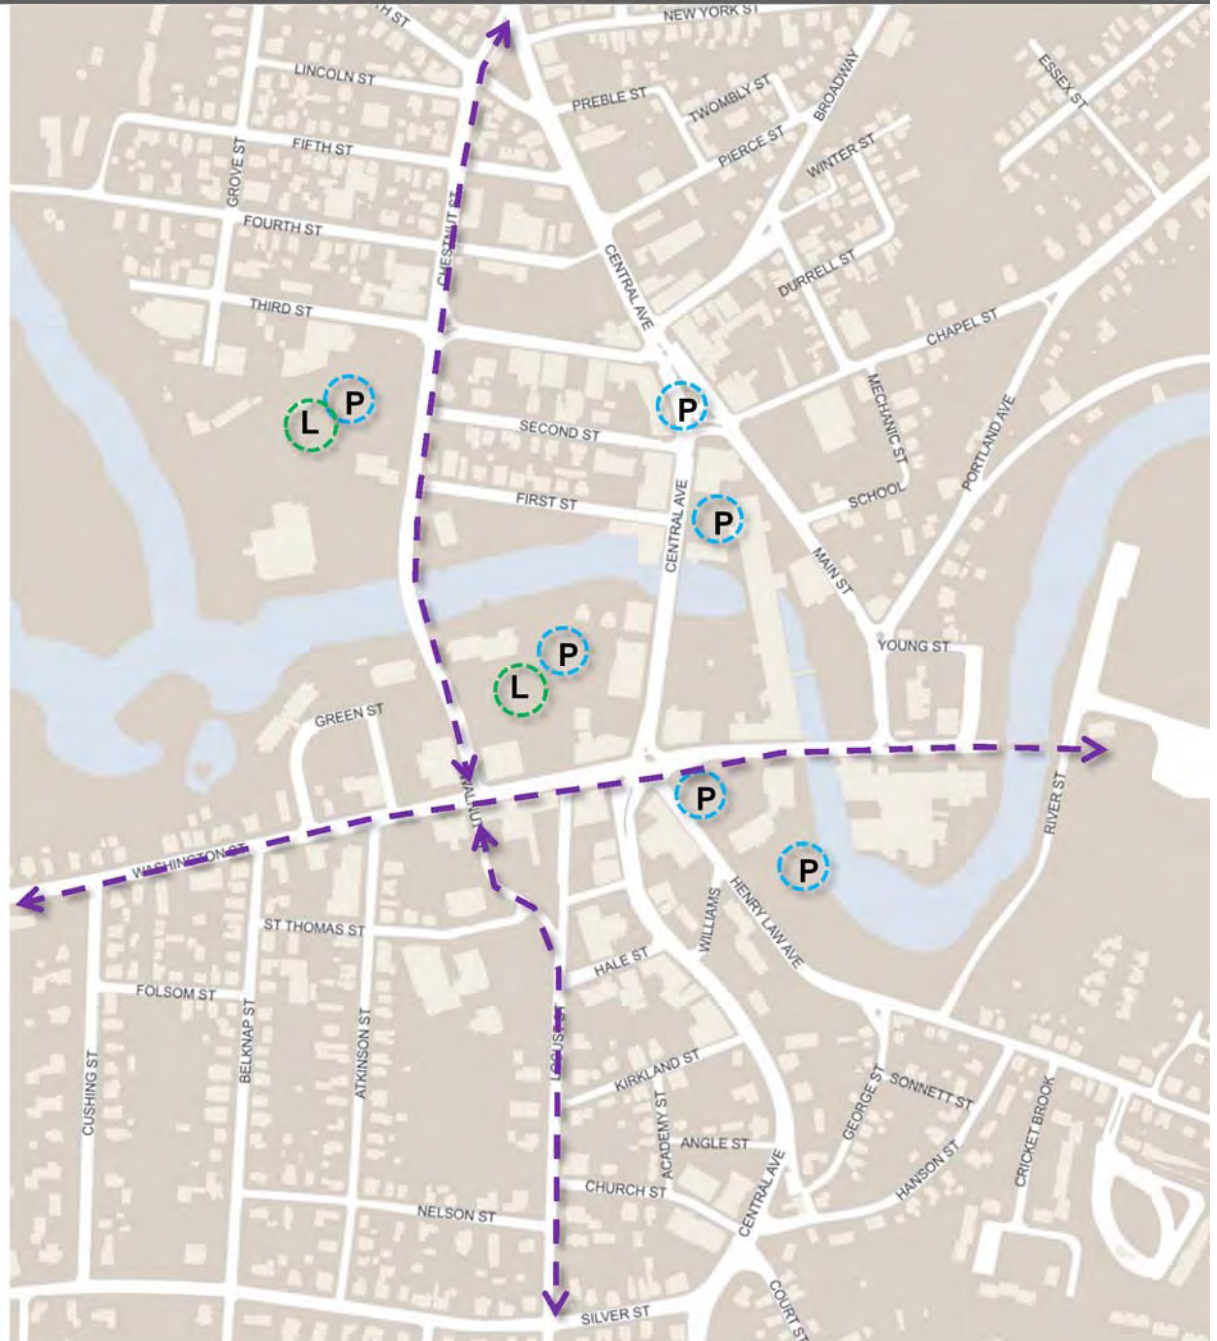 TH ST
NEW YORK ST
LINCOLN ST
PREBLE ST
TWOMBLY ST
BROADWAY
ESSEX ST
FIFTH ST
PIERCE ST
WINTER ST
GROVE ST
FOURTH ST
CHESTNUT ST
CENTRAL AVE
DURRELL ST
THIRD ST
CHAPEL ST
P
L
P
SECOND ST
MECHANIC ST
PORTLAND AVE
FIRST ST
CENTRAL AVE
P
SCHOOL
MAIN ST
YOUNG ST
P
L
GREEN ST
WALNUT
P
RIVER ST
WASHINGTON ST
P
HENRY LAW AVE
WILLIAMS
ST THOMAS ST
HALE ST
FOLSOM ST
BELKNAP ST
ATKINSON ST
LOCUST ST
CUSHING ST
KIRKLAND ST
ACADEMY ST
GEORGE ST
SONNETT ST
CRICKET BROOK
ANGLE ST
HANSON ST
CHURCH ST
CENTRAL AVE
NELSON ST
SILVER ST
COURT ST